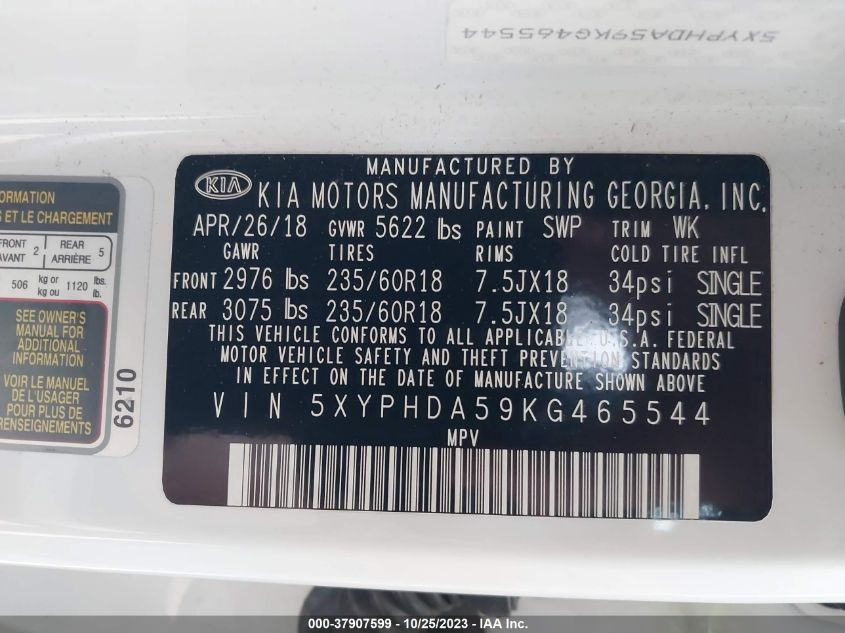 5XYPHDA59KG465544
MANUFACTURED BY
KIA KIA MOTORS MANUFACTURING GEORGIA, INC.
APR/26/18 GVWR 5622 lbs PAINT SWP TRIM WK
GAWR TIRES RIMS COLD TIRE INFL
FRONT 2976 lbs 235/60R18 7.5JX18 34psi SINGLE
REAR 3075 lbs 235/60R18 7.5JX18 34psi SINGLE
THIS VEHICLE CONFORMS TO ALL APPLICABLE U.S.A. FEDERAL
MOTOR VEHICLE SAFETY AND THEFT PREVENTION STANDARDS
IN EFFECT ON THE DATE OF MANUFACTURE SHOWN ABOVE
VIN 5XYPHDA59KG465544
MPV
FORMATION
ET LE CHARGEMENT
FRONT 2 REAR 5
AVANT ARRIÈRE
506 kg or 1120 lbs.
kg ou lb.
SEE OWNER'S
MANUAL FOR
ADDITIONAL
INFORMATION
VOIR LE MANUEL
DE L'USAGER
POUR PLUS DE
RENSEIGNEMENTS
6210
000-37907599 - 10/25/2023 - IAA Inc.